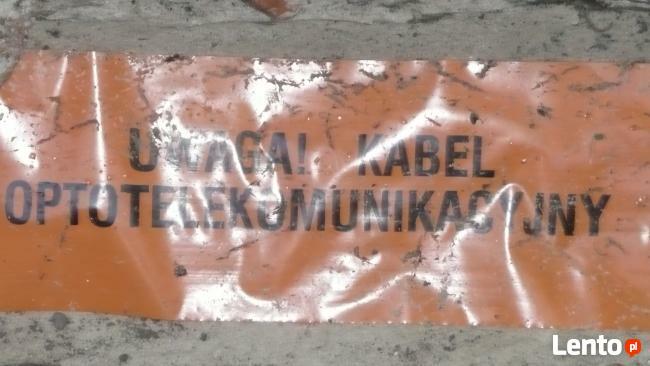 UWAGA! KABEL
OPTOTELEKOMUNIKACYJNY
Lento.pl